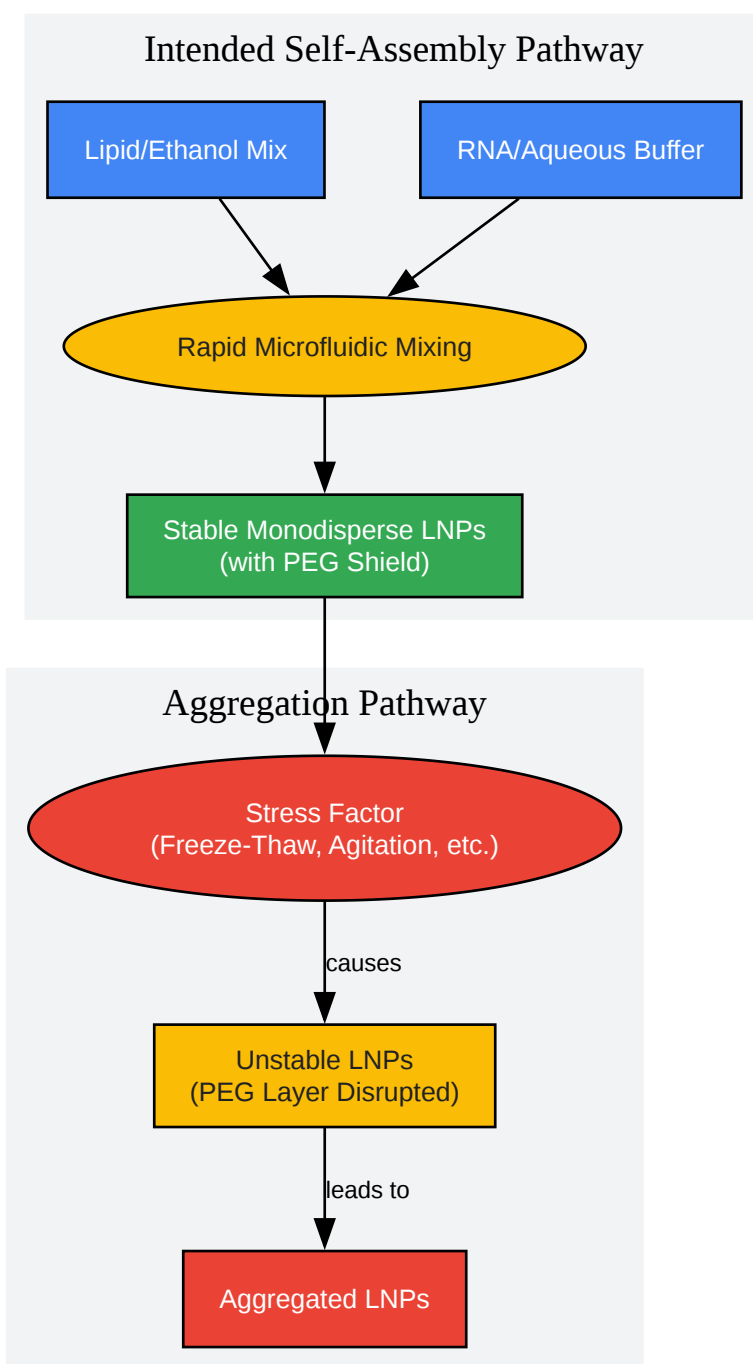 Intended Self-Assembly Pathway
Lipid/Ethanol Mix
RNA/Aqueous Buffer
Rapid Microfluidic Mixing
Stable Monodisperse LNPs
(with PEG Shield)
Aggregation Pathway
Stress Factor
(Freeze-Thaw, Agitation, etc.)
causes
Unstable LNPs
(PEG Layer Disrupted)
leads to
Aggregated LNPs